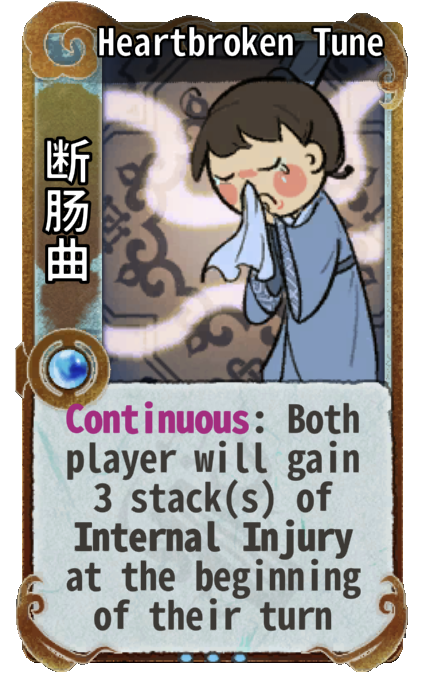 Heartbroken Tune
断肠曲
Continuous: Both
player will gain
3 stack(s) of
Internal Injury
at the beginning
of their turn